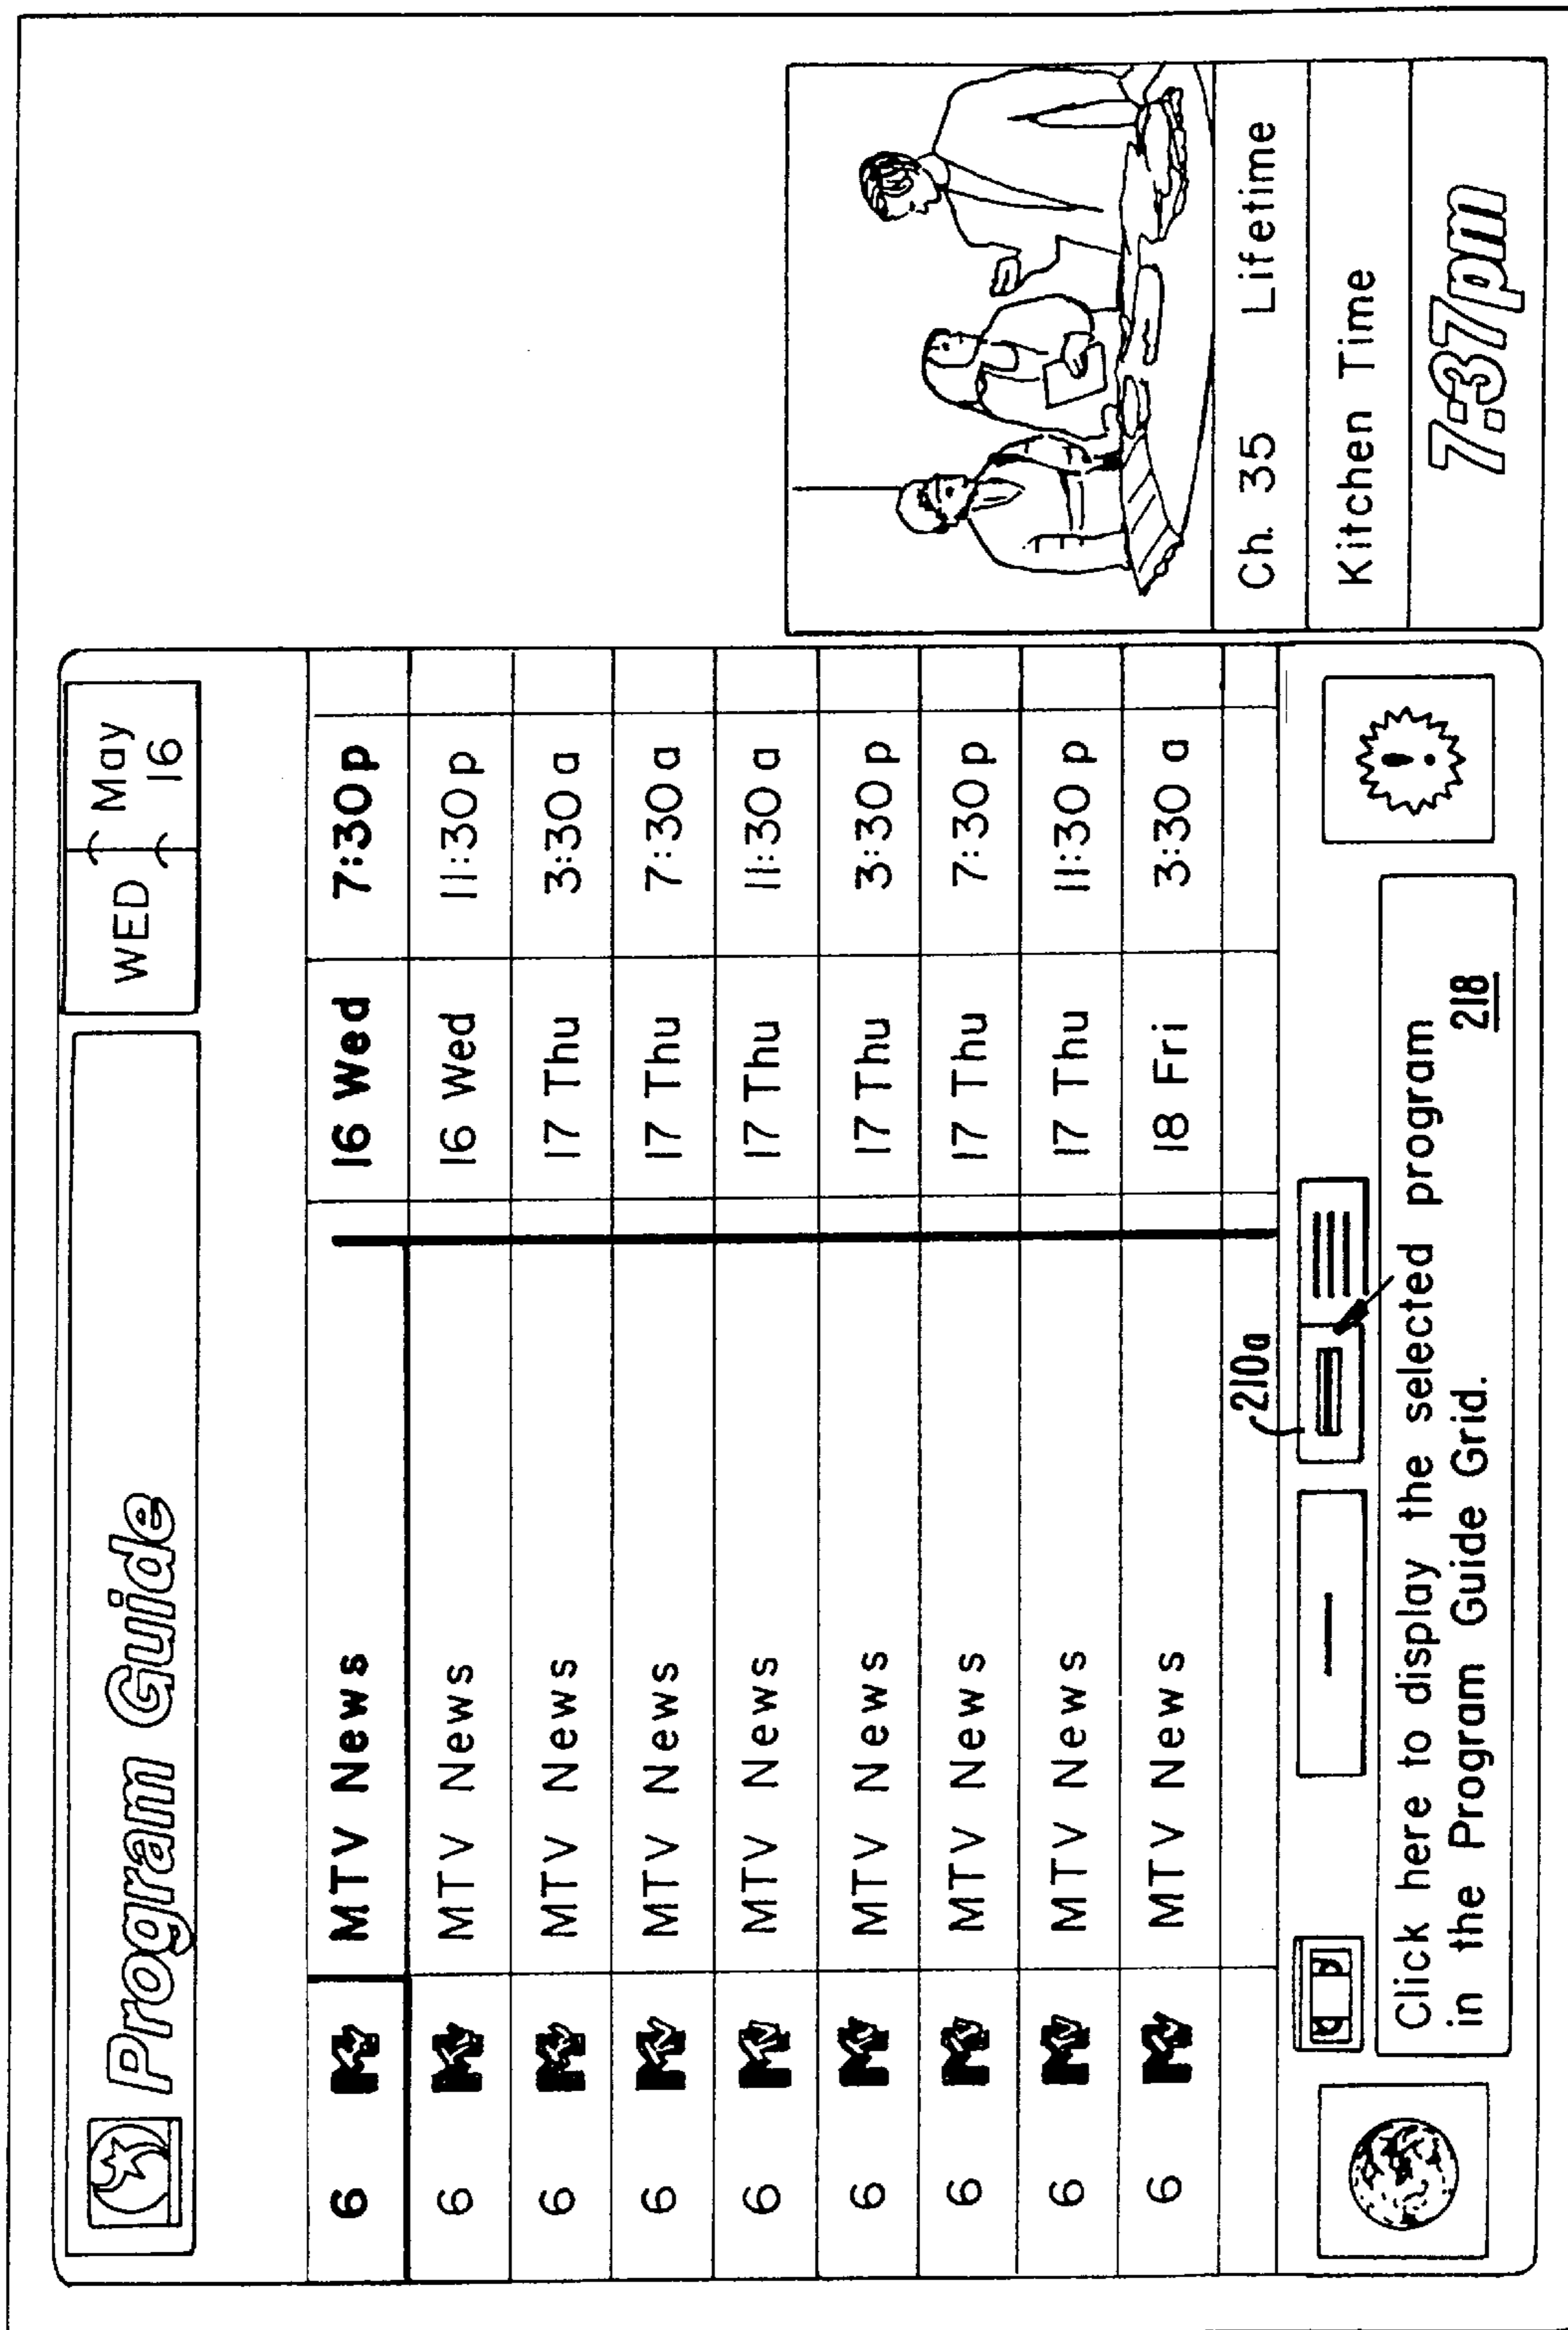 Program Guide
WED May 16
6 MTV News 16 Wed 7:30p
6 MTV News 16 Wed 11:30p
6 MTV News 17 Thu 3:30a
6 MTV News 17 Thu 7:30a
6 MTV News 17 Thu 11:30a
6 MTV News 17 Thu 3:30p
6 MTV News 17 Thu 7:30p
6 MTV News 17 Thu 11:30p
6 MTV News 18 Fri 3:30a
210a
Click here to display the selected program
in the Program Guide Grid. 218
Ch. 35 Lifetime
Kitchen Time
7:37pm